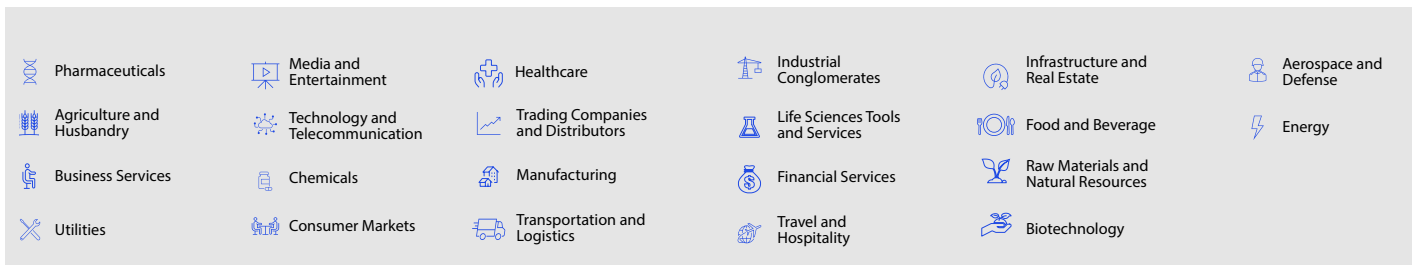 Pharmaceuticals
Agriculture and
Husbandry
Business Services
Utilities
Media and
Entertainment
Technology and
Telecommunication
Chemicals
Consumer Markets
Healthcare
Trading Companies
and Distributors
Manufacturing
Transportation and
Logistics
Industrial
Conglomerates
Life Sciences Tools
and Services
Financial Services
Travel and
Hospitality
Infrastructure and
Real Estate
Food and Beverage
Raw Materials and
Natural Resources
Biotechnology
Aerospace and
Defense
Energy